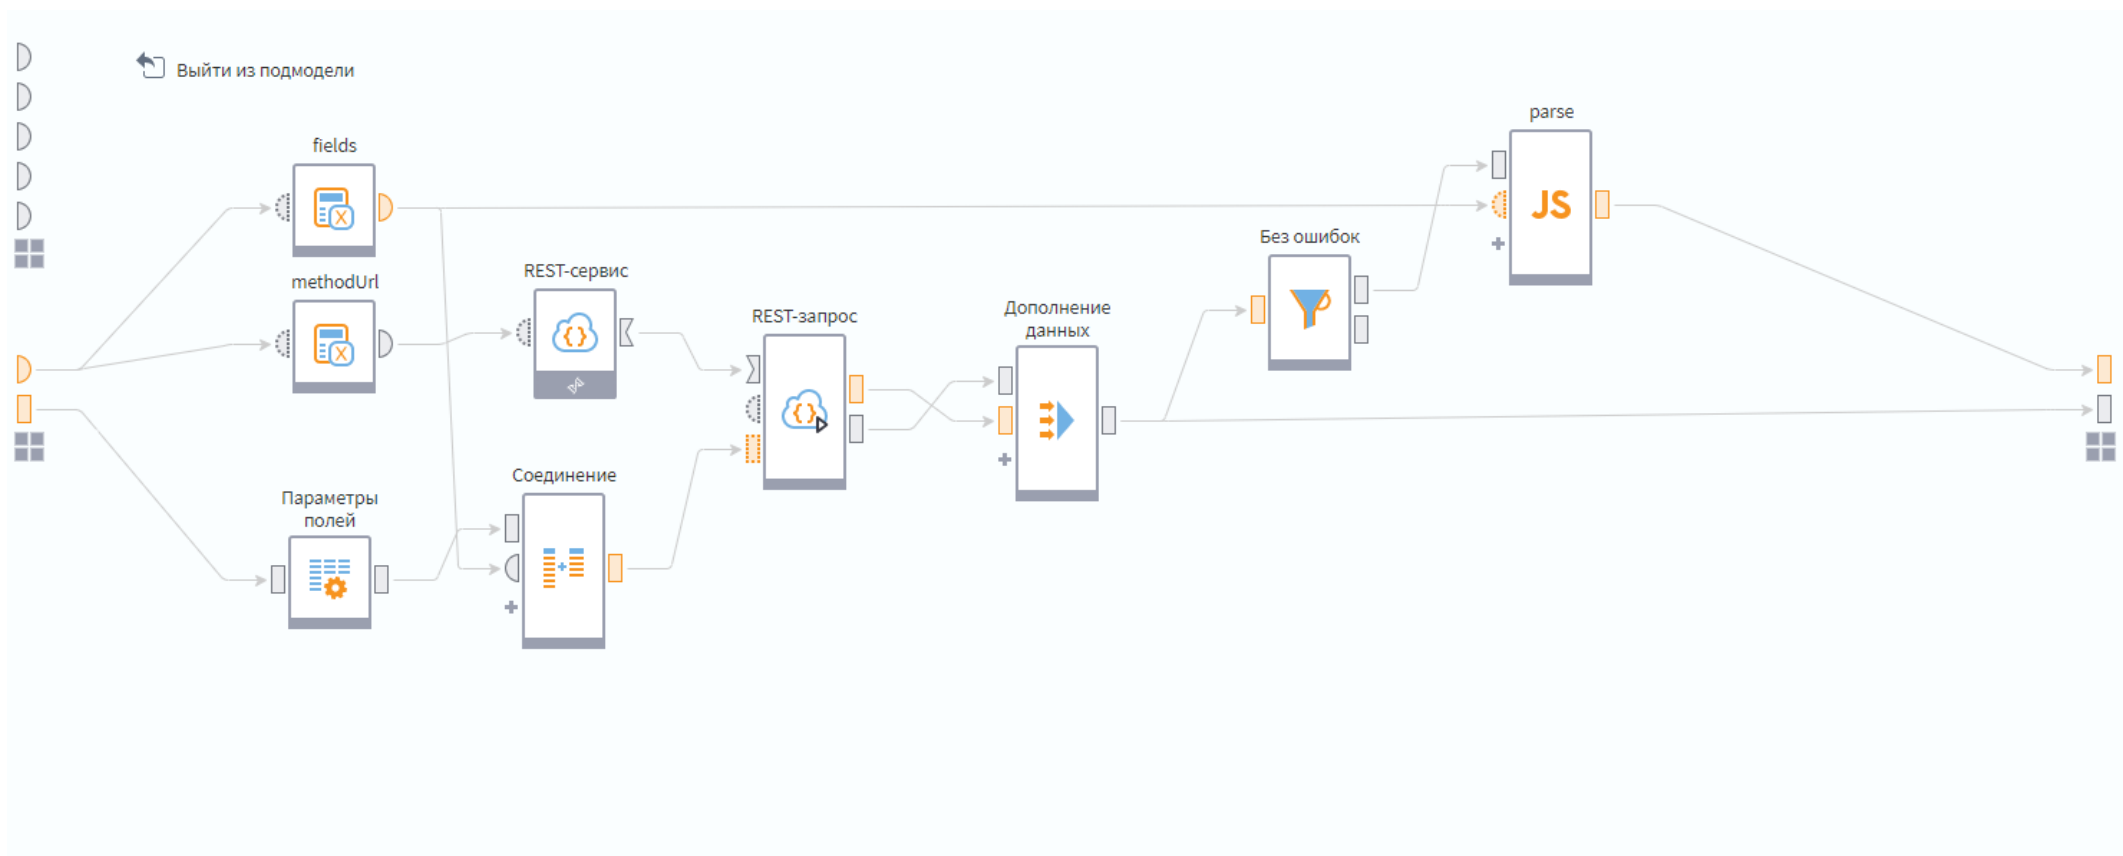 Выйти из подмодели
parse
fields
Без ошибок
REST-сервис
methodUrl
Дополнение
данных
REST-запрос
Соединение
Параметры
полей
JS